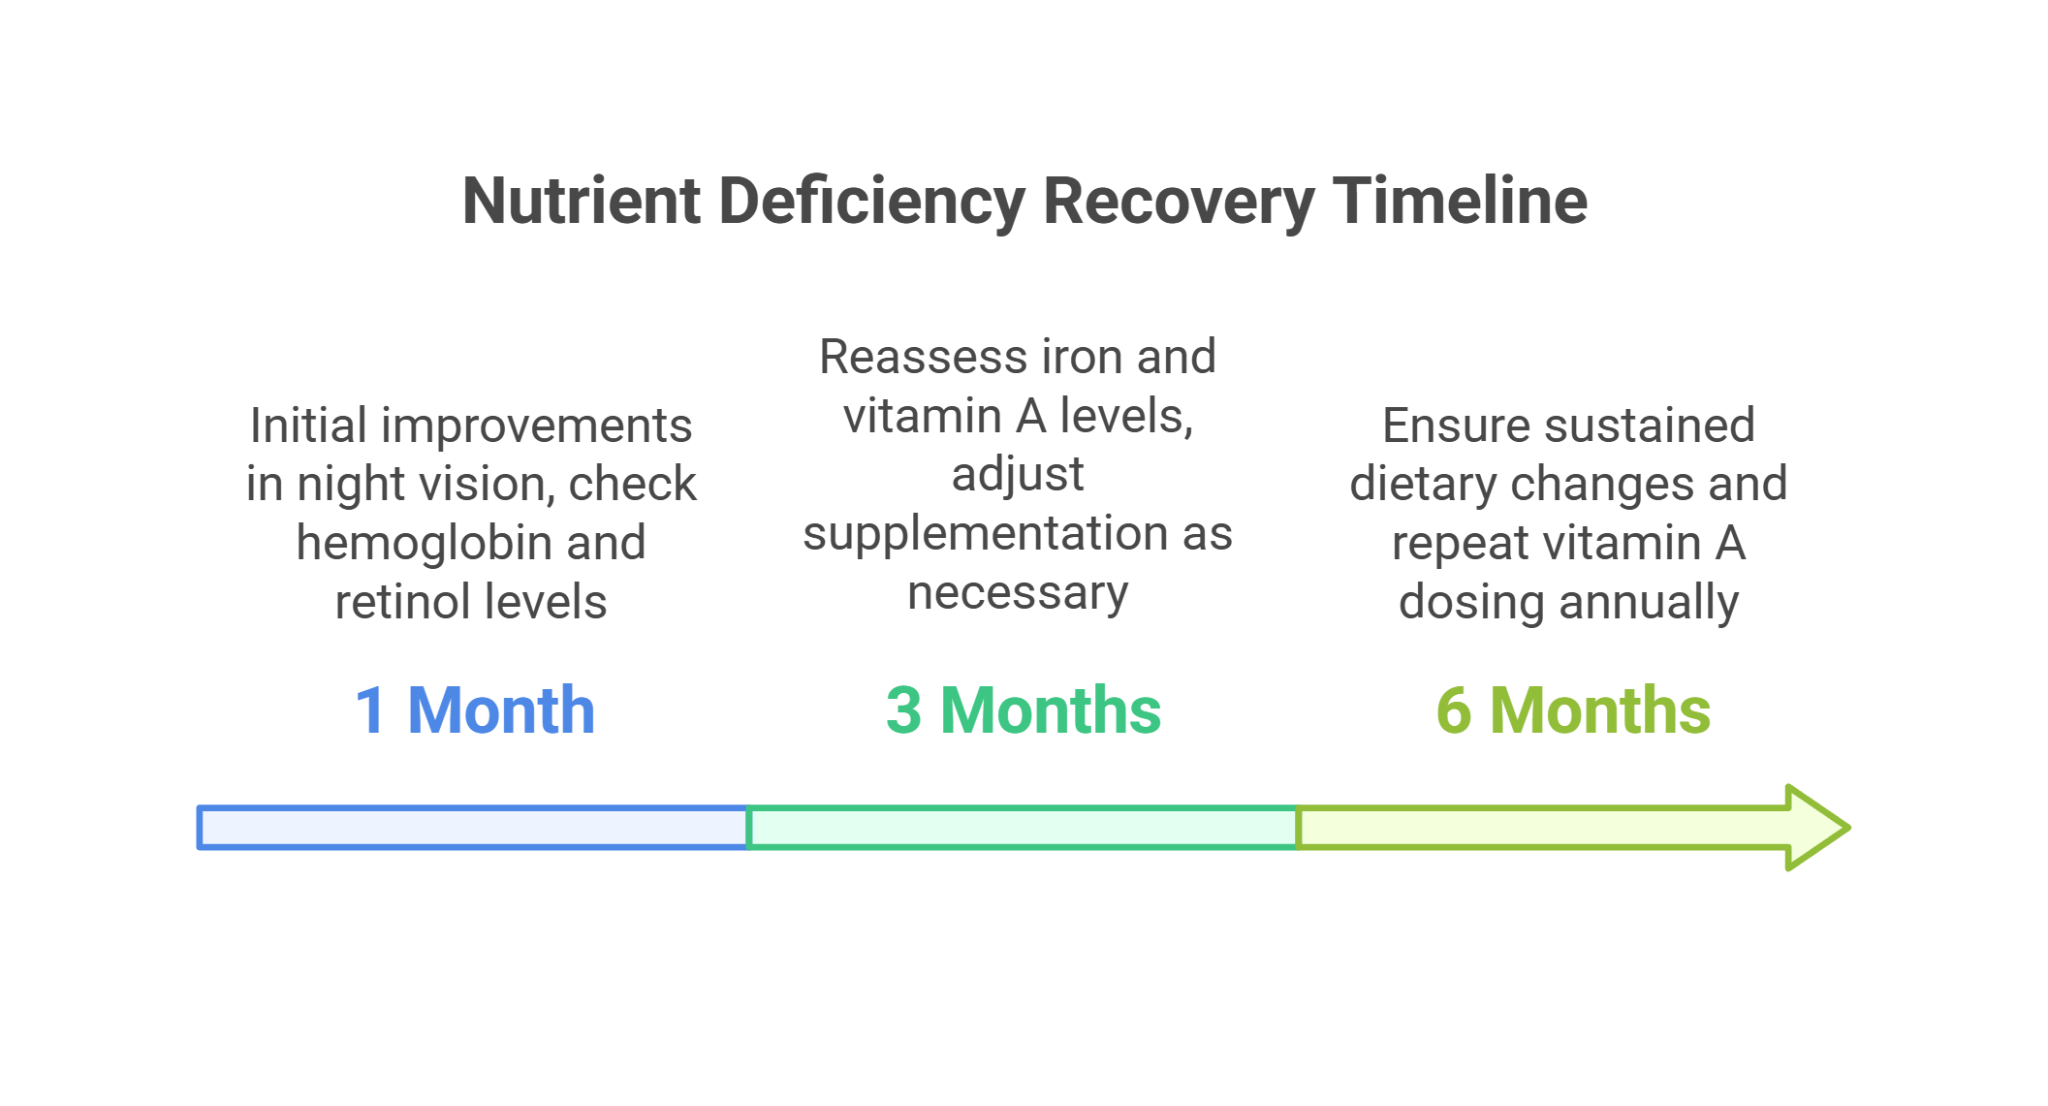 Nutrient Deficiency Recovery Timeline
Initial improvements
in night vision, check
hemoglobin and
retinol levels
1 Month
Reassess iron and
vitamin A levels,
adjust
supplementation as
necessary
3 Months
Ensure sustained
dietary changes and
repeat vitamin A
dosing annually
6 Months